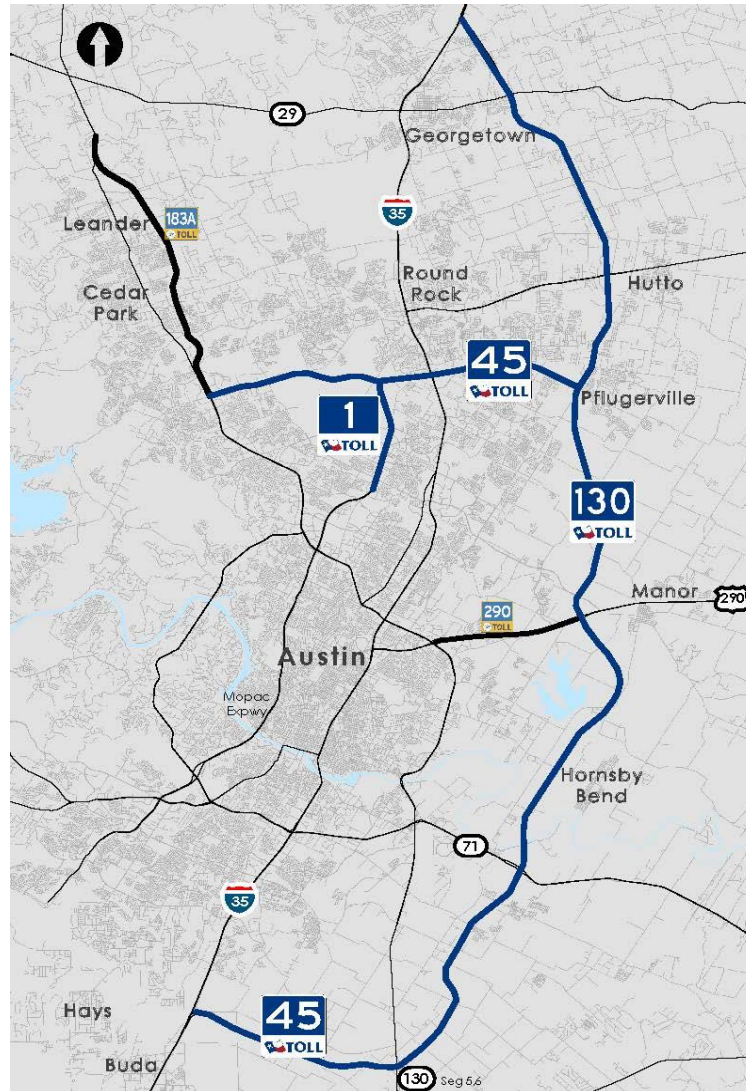 29
Georgetown
Leander
183A
TOLL
35
Cedar
Park
Round
Rock
Hutto
45
TOLL
1
TOLL
Pflugerville
130
TOLL
Manor
290
290
TOLL
Austin
Mopac
Expwy
Hornsby
Bend
71
35
Hays
45
TOLL
Buda
130 Seg 5,6